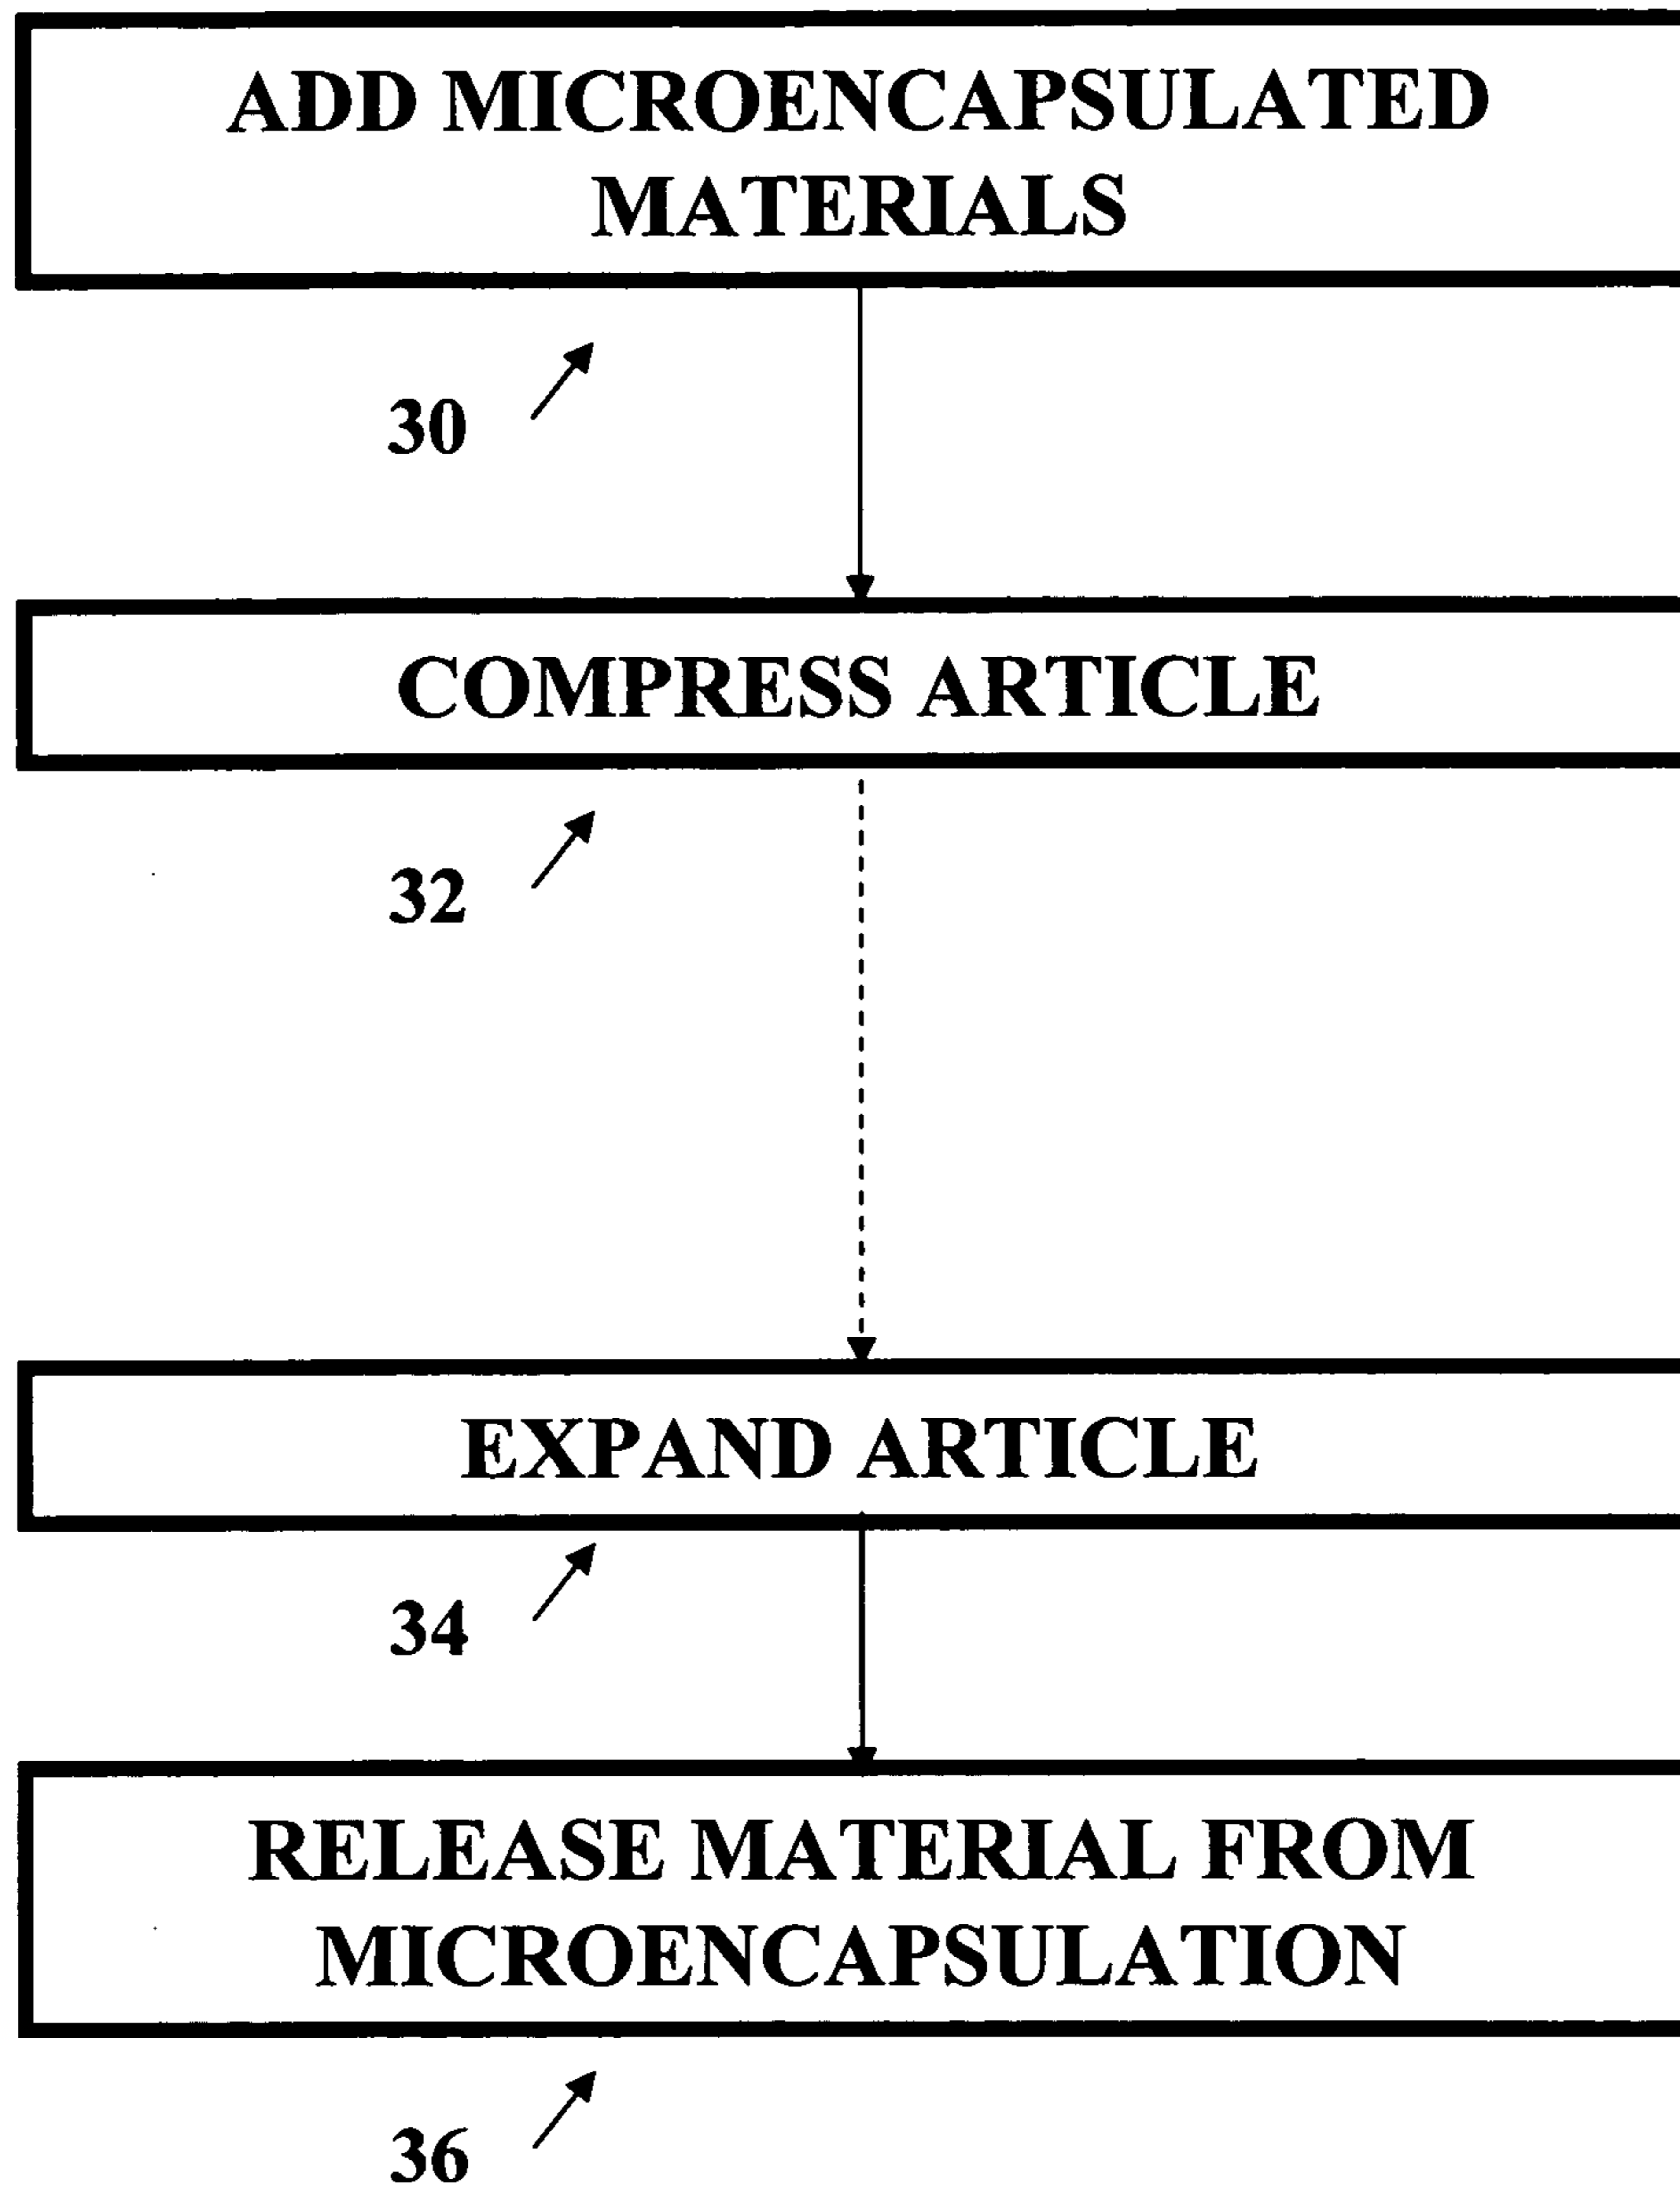 ADD MICROENCAPSULATED
MATERIALS
30
COMPRESS ARTICLE
32
EXPAND ARTICLE
34
RELEASE MATERIAL FROM
MICROENCAPSULATION
36